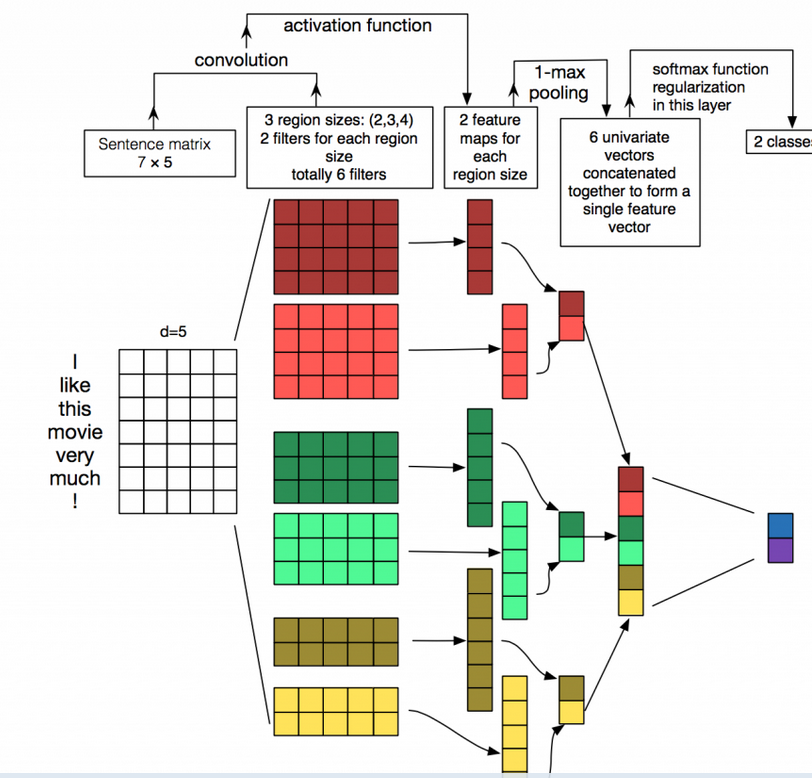 activation function
convolution
1-max
pooling
softmax function
regularization
in this layer
Sentence matrix
7 × 5
3 region sizes: (2,3,4)
2 filters for each region
size
totally 6 filters
2 feature
maps for
each
region size
6 univariate
vectors
concatenated
together to form a
single feature
vector
2 classes
d=5
I
like
this
movie
very
much
!